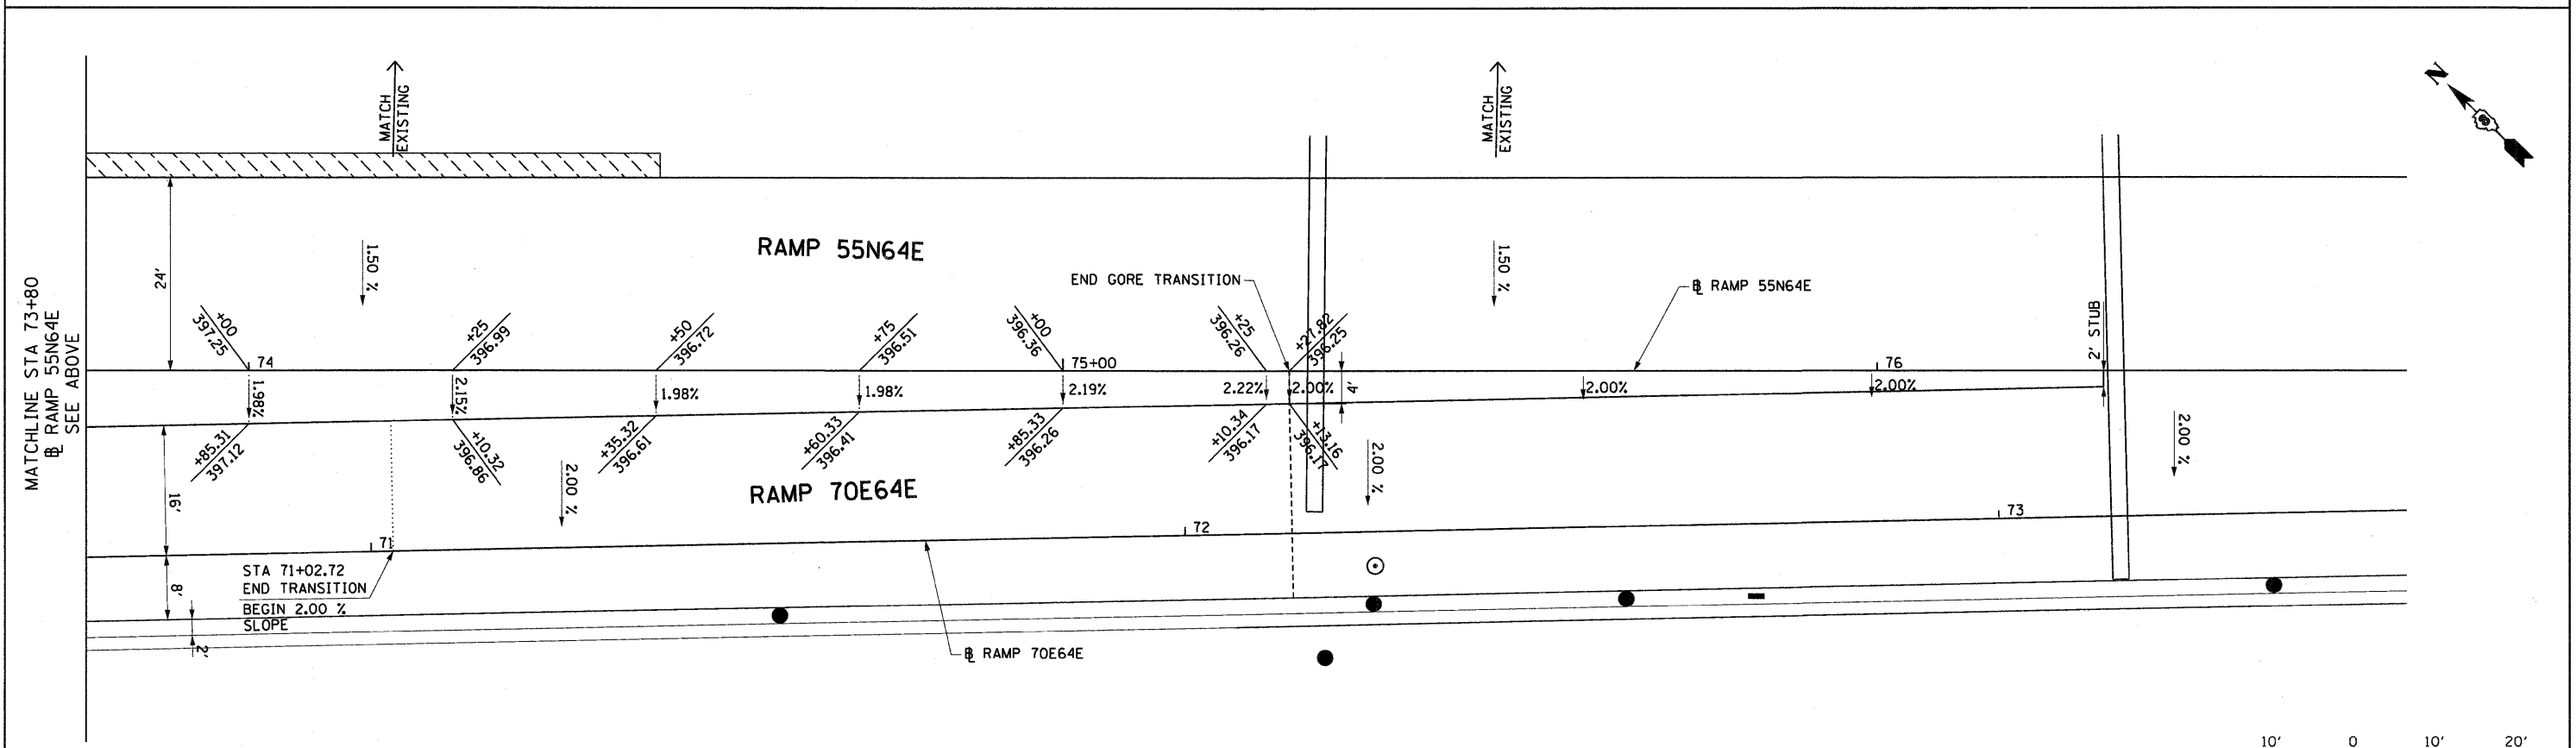 MATCHLINE STA 73+80
℄ RAMP 55N64E
SEE ABOVE
MATCH
EXISTING
MATCH
EXISTING
N
24'
1.50 %
RAMP 55N64E
1.50 %
END GORE TRANSITION
℄ RAMP 55N64E
2' STUB
+00
397.25
+25
396.99
+50
396.72
+75
396.51
+00
396.36
+25
396.26
+27.82
396.25
74
75+00
76
1.98%
2.15%
1.98%
1.98%
2.19%
2.22%
2.00%
4'
2.00%
2.00%
+85.31
397.12
+10.32
396.86
+35.32
396.61
+60.33
396.41
+85.33
396.26
+10.34
396.17
+13.16
396.17
16'
2.00 %
RAMP 70E64E
2.00 %
2.00 %
71
72
73
8'
STA 71+02.72
END TRANSITION
BEGIN 2.00 %
SLOPE
2'
℄ RAMP 70E64E
10' 0 10' 20'